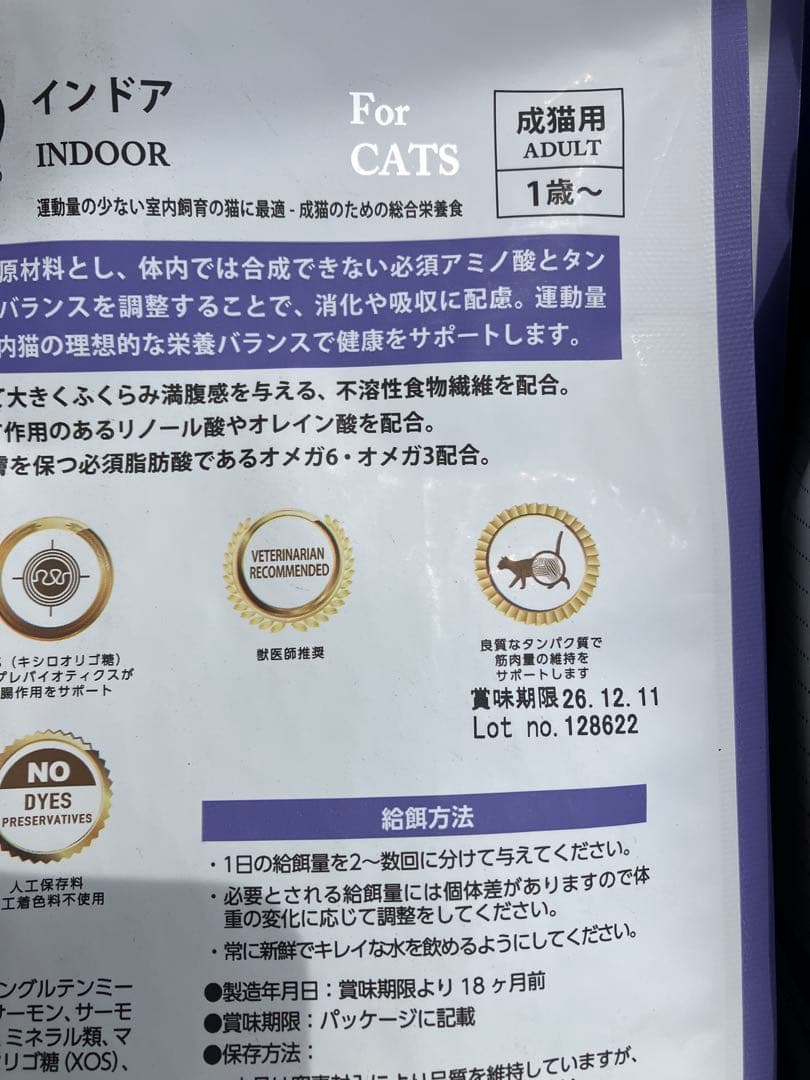 インドア
INDOOR
For
CATS
成猫用
ADULT
1歳～
運動量の少ない室内飼育の猫に最適 - 成猫のための総合栄養食
原材料とし、体内では合成できない必須アミノ酸とタン
バランスを調整することで、消化や吸収に配慮。運動量
内猫の理想的な栄養バランスで健康をサポートします。
て大きくふくらみ満腹感を与える、不溶性食物繊維を配合。
作用のあるリノール酸やオレイン酸を配合。
膚を保つ必須脂肪酸であるオメガ6・オメガ3配合。
VETERINARIAN
RECOMMENDED
（キシロオリゴ糖）
プレバイオティクスが
腸作用をサポート
獣医師推奨
良質なタンパク質で
筋肉量の維持を
サポートします
賞味期限26.12.11
Lot no.128622
NO
DYES
PRESERVATIVES
人工保存料
工着色料不使用
給餌方法
・1日の給餌量を2～数回に分けて与えてください。
・必要とされる給餌量には個体差がありますので体
重の変化に応じて調整をしてください。
・常に新鮮でキレイな水を飲めるようにしてください。
ングルテンミー
サーモン、サーモ
ミネラル類、マ
リゴ糖（XOS）、
●製造年月日：賞味期限より18ヶ月前
●賞味期限：パッケージに記載
●保存方法：
により品質を維持していますが、